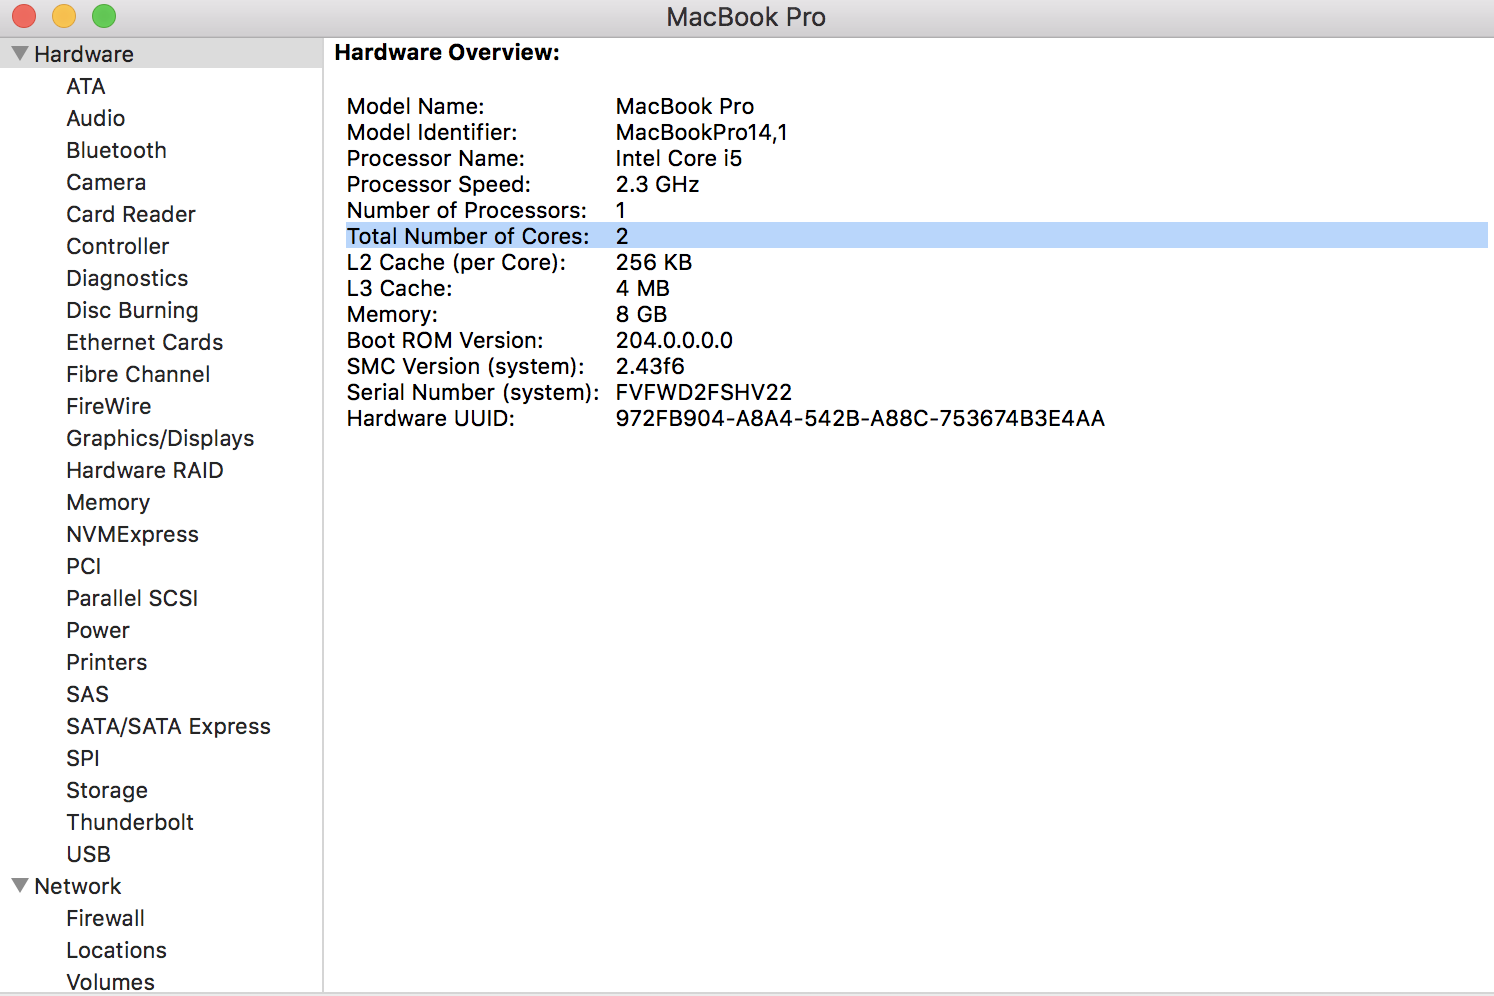 MacBook Pro
Hardware
ATA
Audio
Bluetooth
Camera
Card Reader
Controller
Diagnostics
Disc Burning
Ethernet Cards
Fibre Channel
FireWire
Graphics/Displays
Hardware RAID
Memory
NVMExpress
PCI
Parallel SCSI
Power
Printers
SAS
SATA/SATA Express
SPI
Storage
Thunderbolt
USB
Network
Firewall
Locations
Volumes
Hardware Overview:
Model Name: MacBook Pro
Model Identifier: MacBookPro14,1
Processor Name: Intel Core i5
Processor Speed: 2.3 GHz
Number of Processors: 1
Total Number of Cores: 2
L2 Cache (per Core): 256 KB
L3 Cache: 4 MB
Memory: 8 GB
Boot ROM Version: 204.0.0.0.0
SMC Version (system): 2.43f6
Serial Number (system): FVFWD2FSHV22
Hardware UUID: 972FB904-A8A4-542B-A88C-753674B3E4AA